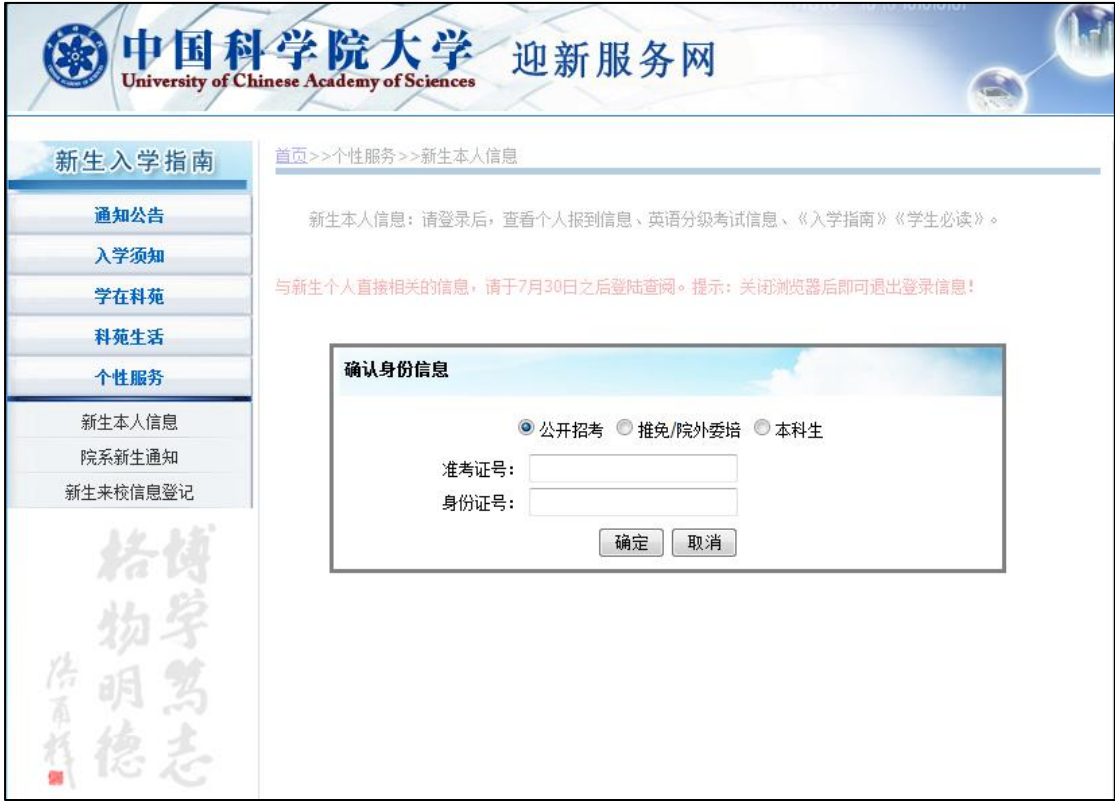 中国科学院大学 迎新服务网
University of Chinese Academy of Sciences
新生入学指南
通知公告
入学须知
学在科苑
科苑生活
个性服务
新生本人信息
院系新生通知
新生来校信息登记
博学笃志
格物明德
路甬祥
首页>>个性服务>>新生本人信息
新生本人信息：请登录后，查看个人报到信息、英语分级考试信息、《入学指南》《学生必读》。
与新生个人直接相关的信息，请于7月30日之后登陆查阅。提示：关闭浏览器后即可退出登录信息！
确认身份信息
公开招考 推免/院外委培 本科生
准考证号：
身份证号：
确定 取消